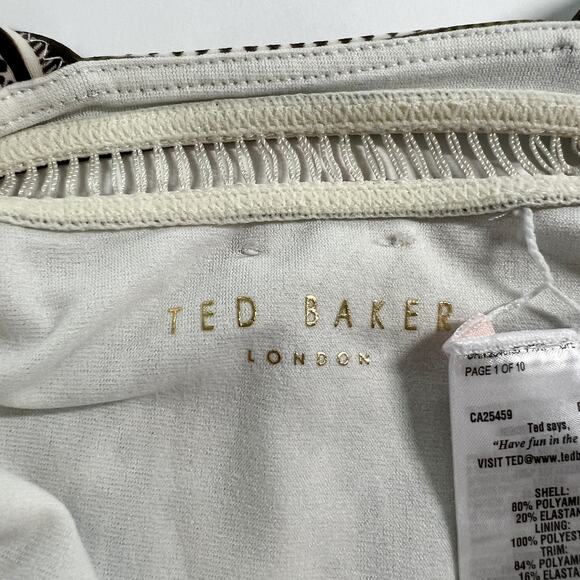 TED BAKER
LONDON
PAGE 1 OF 10
CA25459
Ted says,
"Have fun in the
VISIT TED@www.tedb
SHELL:
80% POLYAMI
20% ELASTAN
LINING:
100% POLYEST
TRIM:
84% POLYAMI
16% ELASTAN